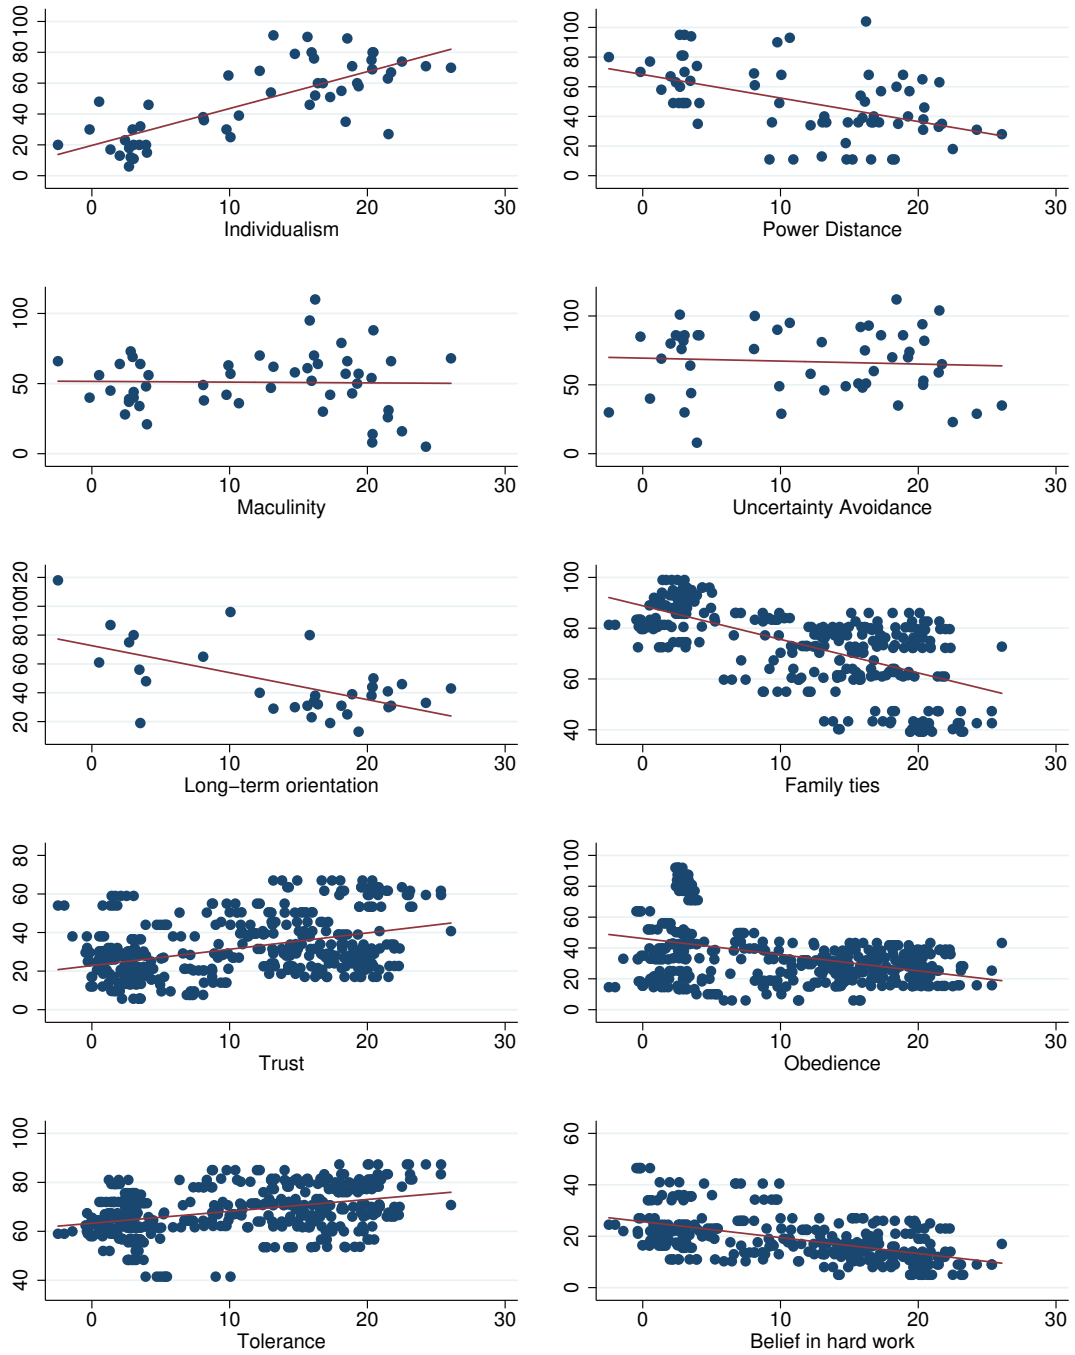 0 20 40 60 80 100
0 10 20 30
Individualism
0 20 40 60 80 100
0 10 20 30
Power Distance
0 50 100
0 10 20 30
Maculinity
0 50 100
0 10 20 30
Uncertainty Avoidance
20 40 60 80 100 120
0 10 20 30
Long-term orientation
40 60 80 100
0 10 20 30
Family ties
0 20 40 60 80
0 10 20 30
Trust
0 20 40 60 80 100
0 10 20 30
Obedience
40 60 80 100
0 10 20 30
Tolerance
0 20 40 60
0 10 20 30
Belief in hard work